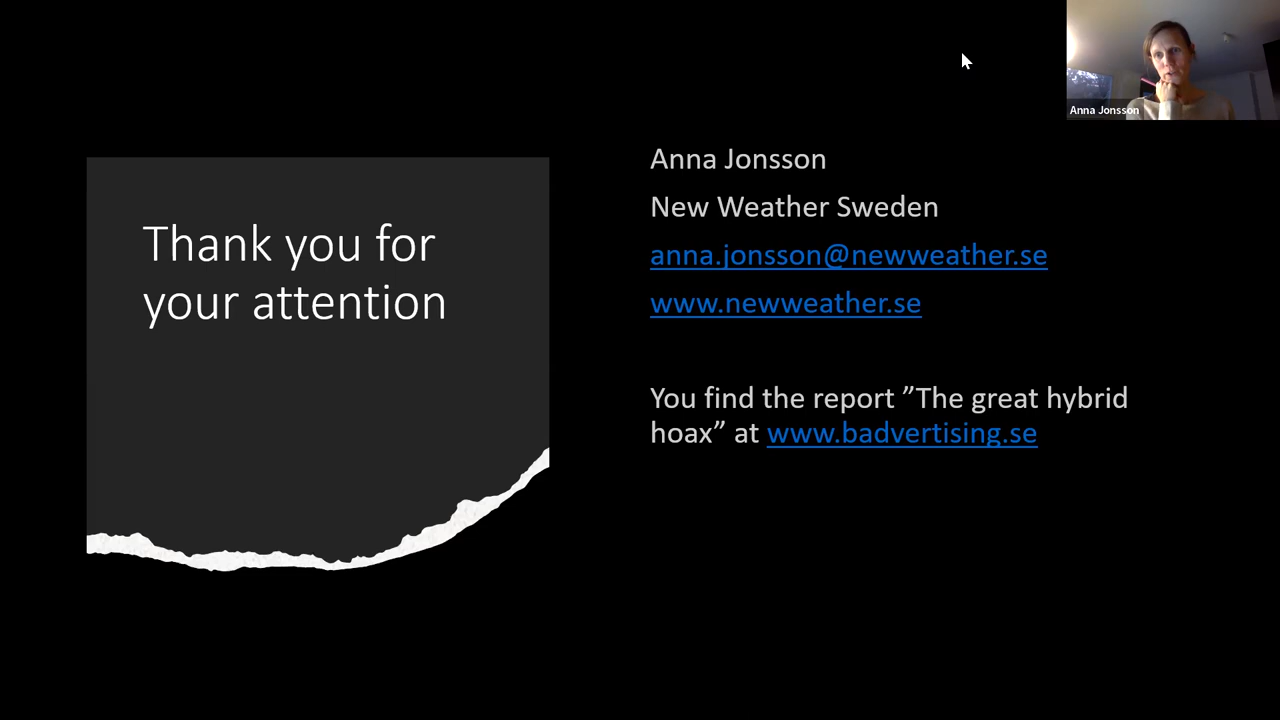 Anna Jonsson
Thank you for
your attention
Anna Jonsson
New Weather Sweden
anna.jonsson@newweather.se
www.newweather.se
You find the report ”The great hybrid
hoax” at www.badvertising.se